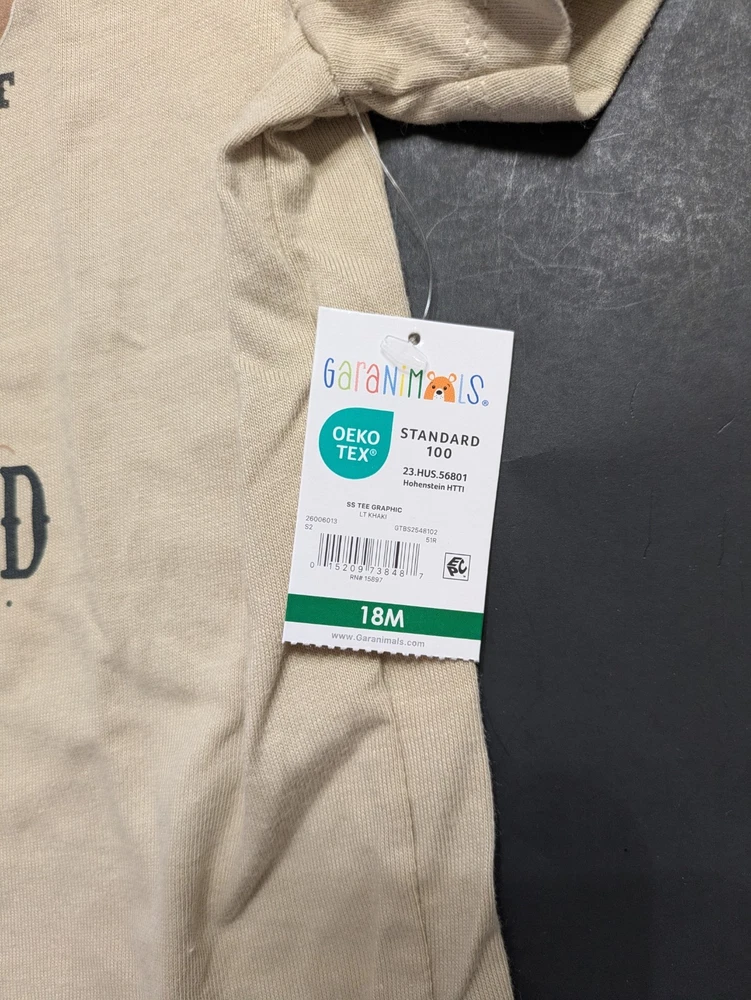 GaraNiMALS®
OEKO
TEX®
STANDARD
100
23.HUS.56801
Hohenstein HTTI
SS TEE GRAPHIC
LT KHAKI
26006013
GTBS2548102
S2
51R
0 15209 73848 7
RN# 15897
EPC
18M
www.Garanimals.com
D